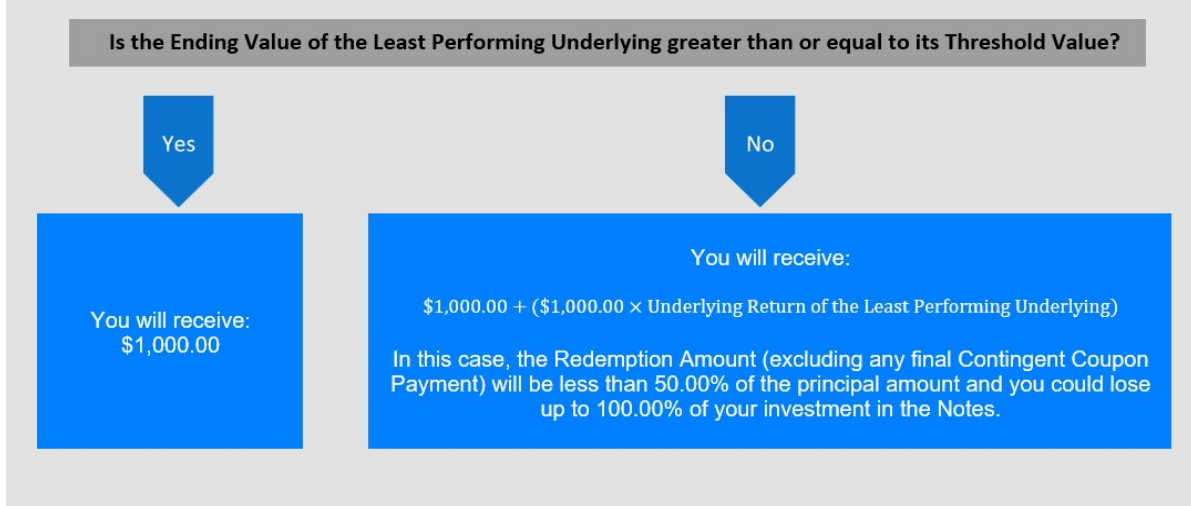 Is the Ending Value of the Least Performing Underlying greater than or equal to its Threshold Value?
Yes
No
You will receive:
$1,000.00
You will receive:
$1,000.00 + ($1,000.00 × Underlying Return of the Least Performing Underlying)
In this case, the Redemption Amount (excluding any final Contingent Coupon
Payment) will be less than 50.00% of the principal amount and you could lose
up to 100.00% of your investment in the Notes.